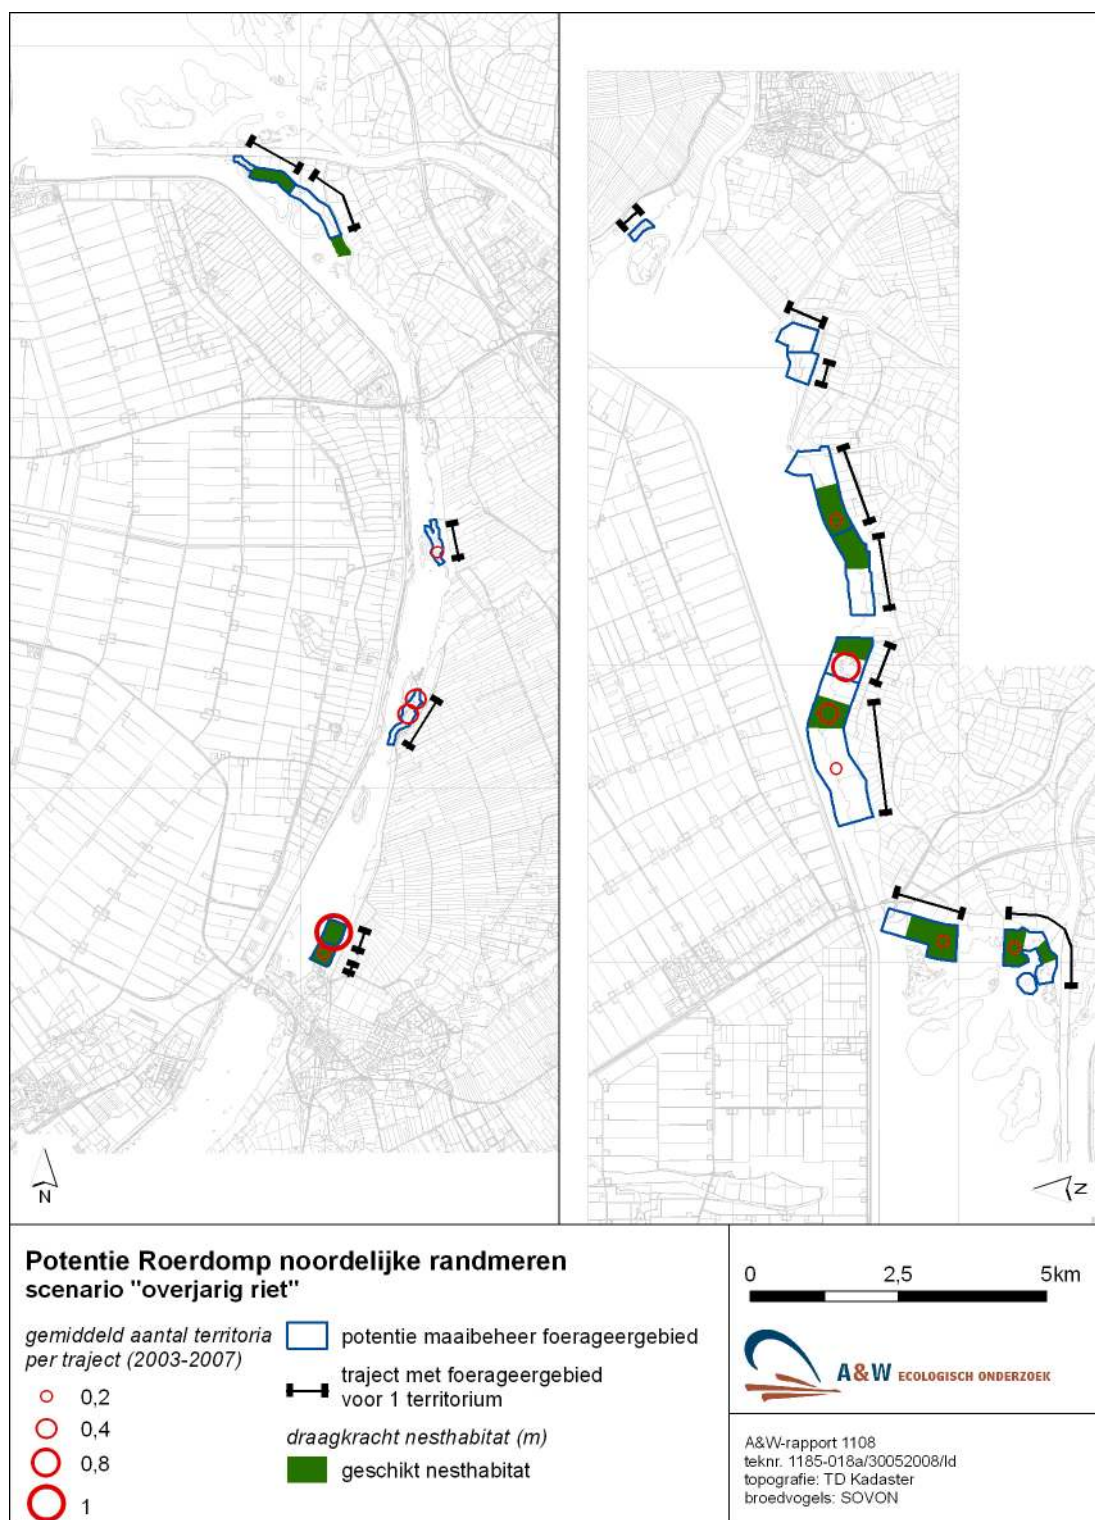 N
N
Potentie Roerdomp noordelijke randmeren
scenario "overjarig riet"
gemiddeld aantal territoria
per traject (2003-2007)
0,2
0,4
0,8
1
potentie maaibeheer foerageergebied
traject met foerageergebied
voor 1 territorium
draagkracht nesthabitat (m)
geschikt nesthabitat
0 2,5 5km
A&W ECOLOGISCH ONDERZOEK
A&W-rapport 1108
teknr. 1185-018a/30052008/ld
topografie: TD Kadaster
broedvogels: SOVON